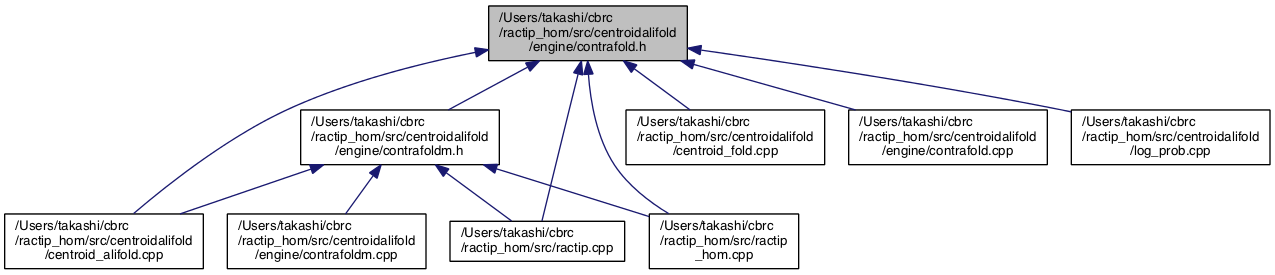 /Users/takashi/cbrc
/ractip_hom/src/centroidalifold
/engine/contrafold.h
/Users/takashi/cbrc
/ractip_hom/src/centroidalifold
/engine/contrafoldm.h
/Users/takashi/cbrc
/ractip_hom/src/centroidalifold
/centroid_fold.cpp
/Users/takashi/cbrc
/ractip_hom/src/centroidalifold
/engine/contrafold.cpp
/Users/takashi/cbrc
/ractip_hom/src/centroidalifold
/log_prob.cpp
/Users/takashi/cbrc
/ractip_hom/src/centroidalifold
/centroid_alifold.cpp
/Users/takashi/cbrc
/ractip_hom/src/centroidalifold
/engine/contrafoldm.cpp
/Users/takashi/cbrc
/ractip_hom/src/ractip.cpp
/Users/takashi/cbrc
/ractip_hom/src/ractip
_hom.cpp